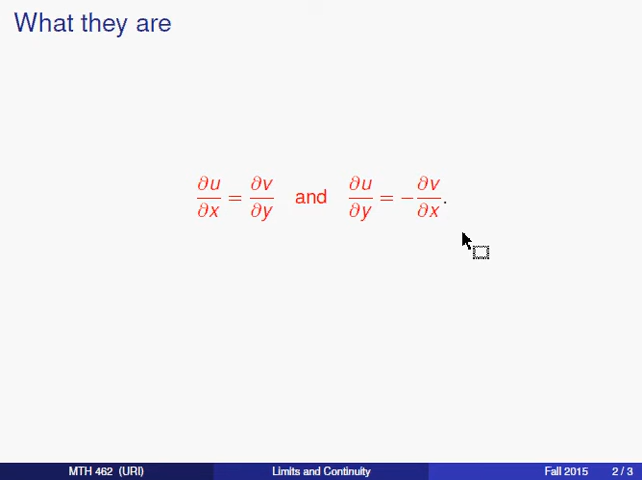 What they are
∂u/∂x = ∂v/∂y and ∂u/∂y = −∂v/∂x.
MTH 462 (URI) Limits and Continuity Fall 2015 2 / 3